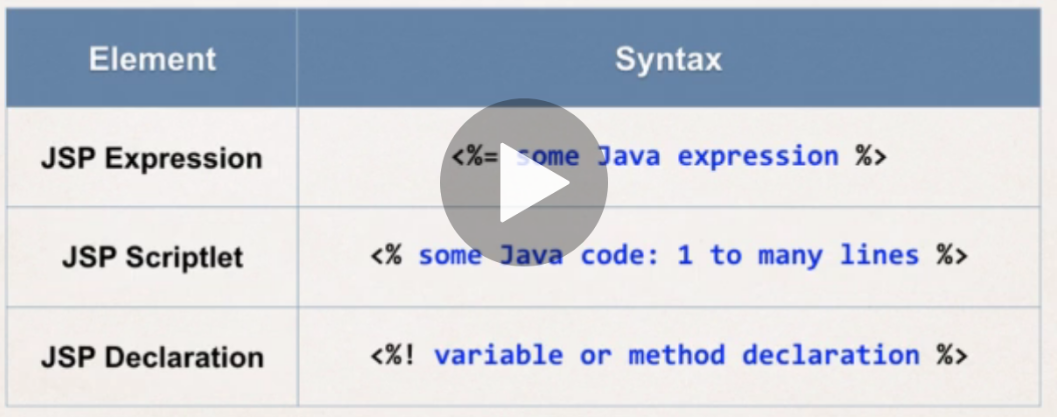 Element Syntax
JSP Expression <%= some Java expression %>
JSP Scriptlet <% some Java code: 1 to many lines %>
JSP Declaration <%! variable or method declaration %>